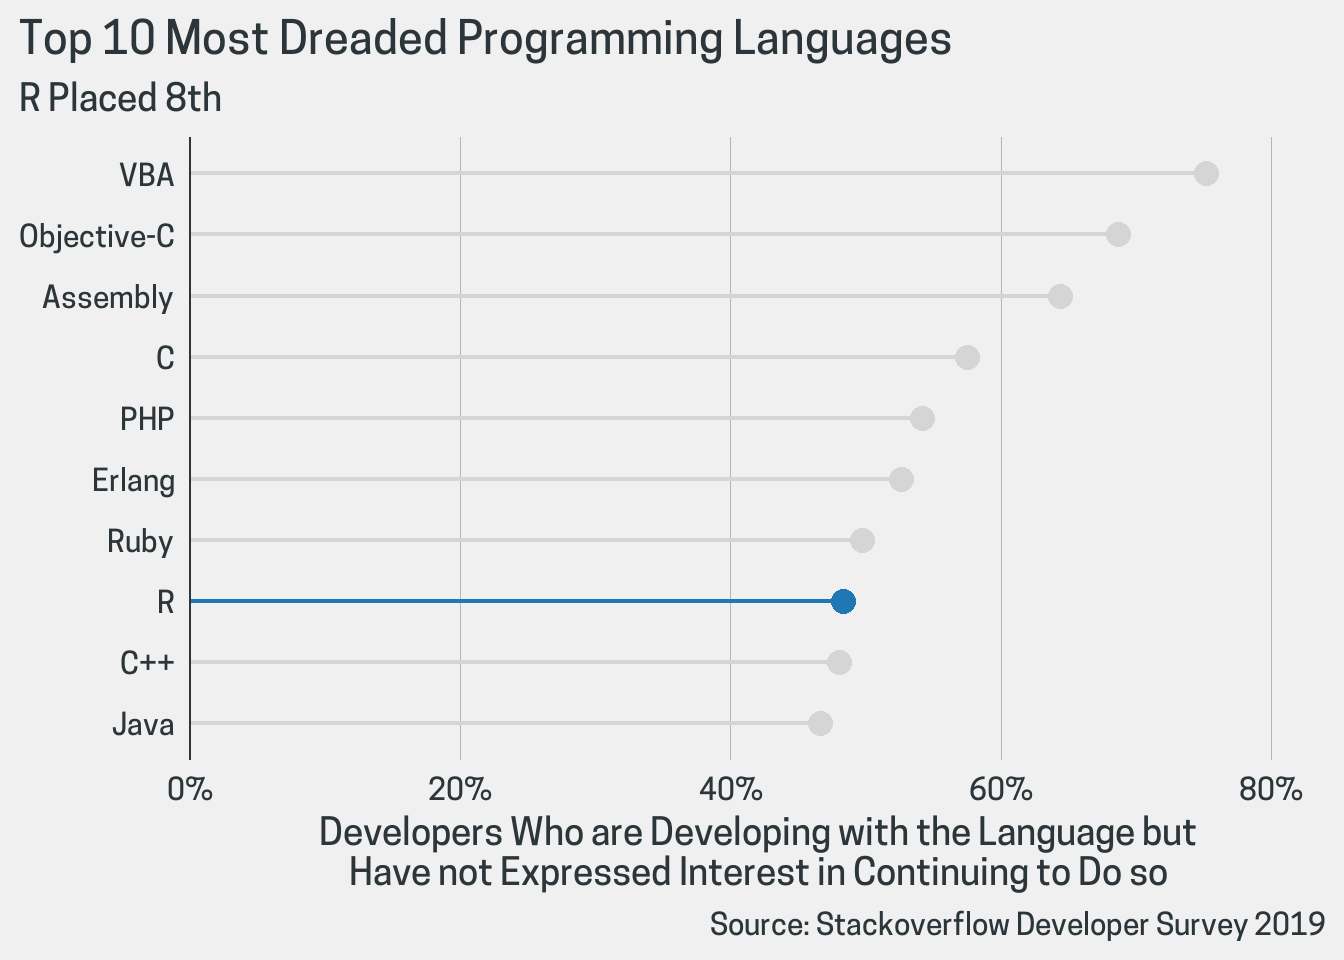 Top 10 Most Dreaded Programming Languages
R Placed 8th
VBA
Objective-C
Assembly
C
PHP
Erlang
Ruby
R
C++
Java
0% 20% 40% 60% 80%
Developers Who are Developing with the Language but
Have not Expressed Interest in Continuing to Do so
Source: Stackoverflow Developer Survey 2019